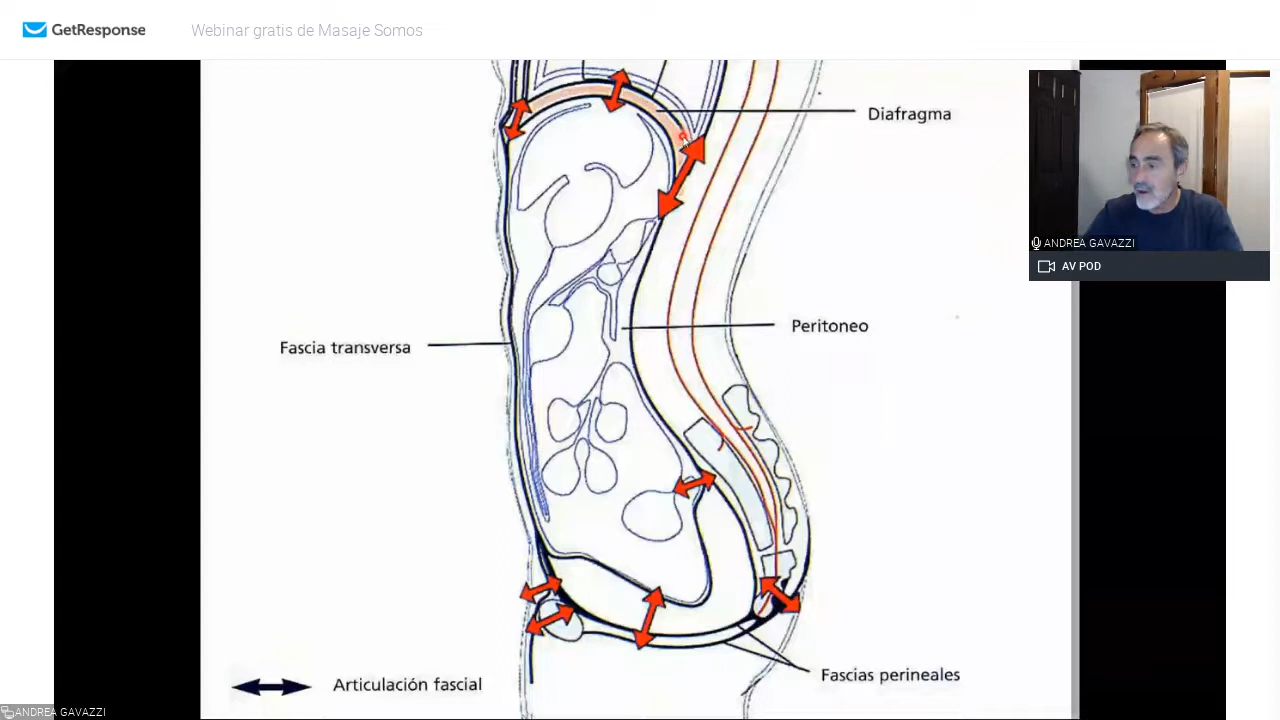 GetResponse
Webinar gratis de Masaje Somos
Diafragma
ANDREA GAVAZZI
AV POD
Peritoneo
Fascia transversa
Fascias perineales
Articulación fascial
ANDREA GAVAZZI